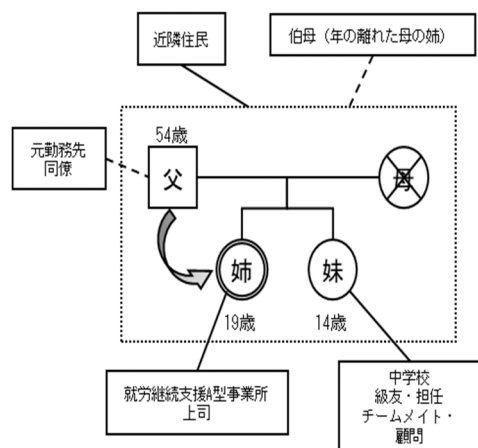 近隣住民
伯母（年の離れた母の姉）
元勤務先
同僚
54歳
父
母
姉
妹
19歳
14歳
就労継続支援A型事業所
上司
中学校
級友・担任
チームメイト・
顧問